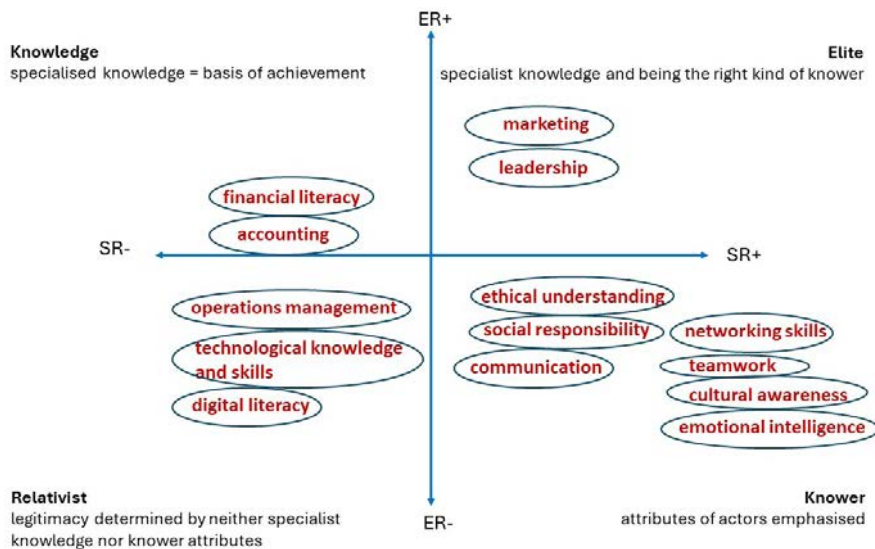 ER+
Knowledge
specialised knowledge = basis of achievement
Elite
specialist knowledge and being the right kind of knower
marketing
leadership
financial literacy
accounting
SR-
SR+
operations management
technological knowledge
and skills
digital literacy
ethical understanding
social responsibility
communication
networking skills
teamwork
cultural awareness
emotional intelligence
Relativist
legitimacy determined by neither specialist
knowledge nor knower attributes
ER-
Knower
attributes of actors emphasised